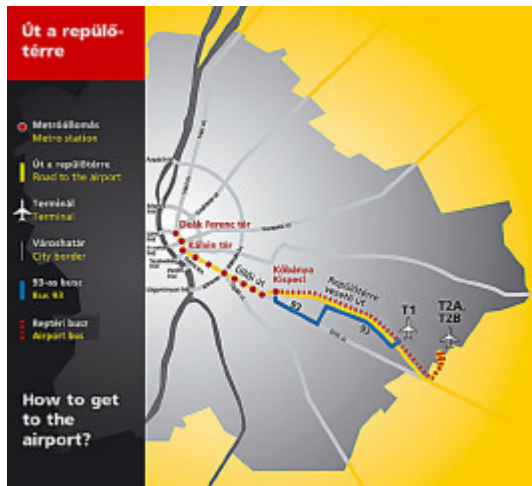 Út a repülő-
térre
Metróállomás
Metro station
Út a repülőtérre
Road to the airport
Terminál
Terminal
Városhatár
City border
93-as busz
Bus 93
Reptéri busz
Airport bus
How to get
to the
airport?
Deák Ferenc tér
Kálvin tér
Üllői út
Kőbánya
Kispest
Repülőtérre
vezető út
93
93
T1
T2A,
T2B